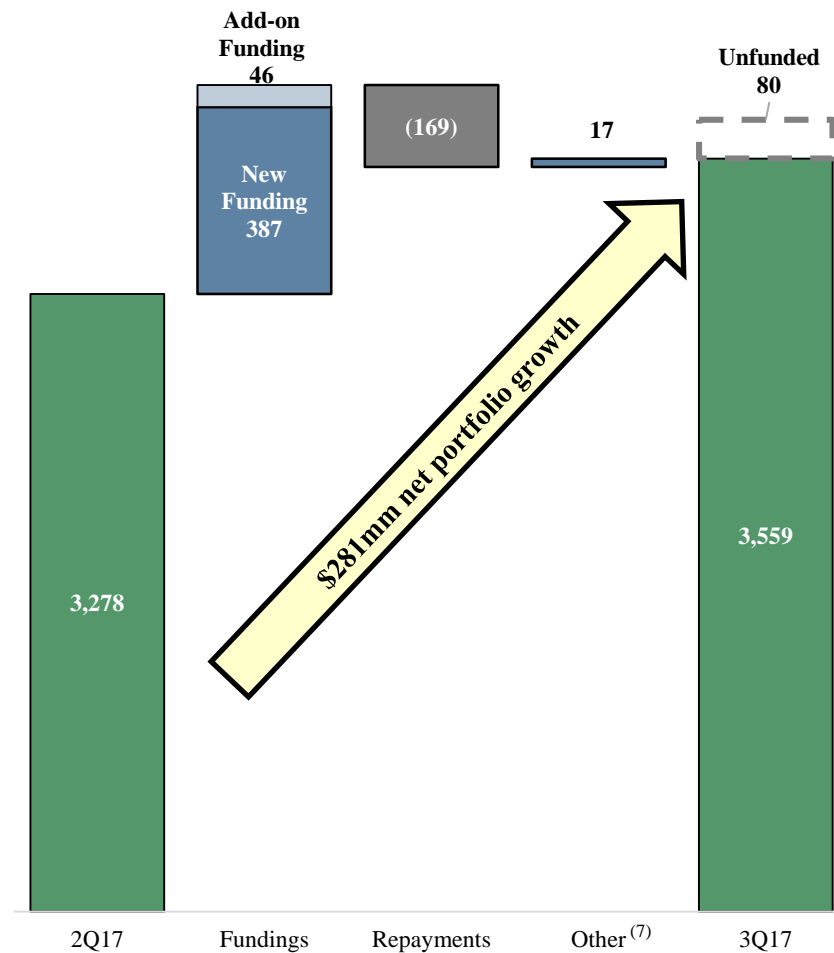 Add-on
Funding
46
Unfunded
80
(169)
17
New
Funding
387
$281mm net portfolio growth
3,559
3,278
2Q17
Fundings
Repayments
Other (7)
3Q17